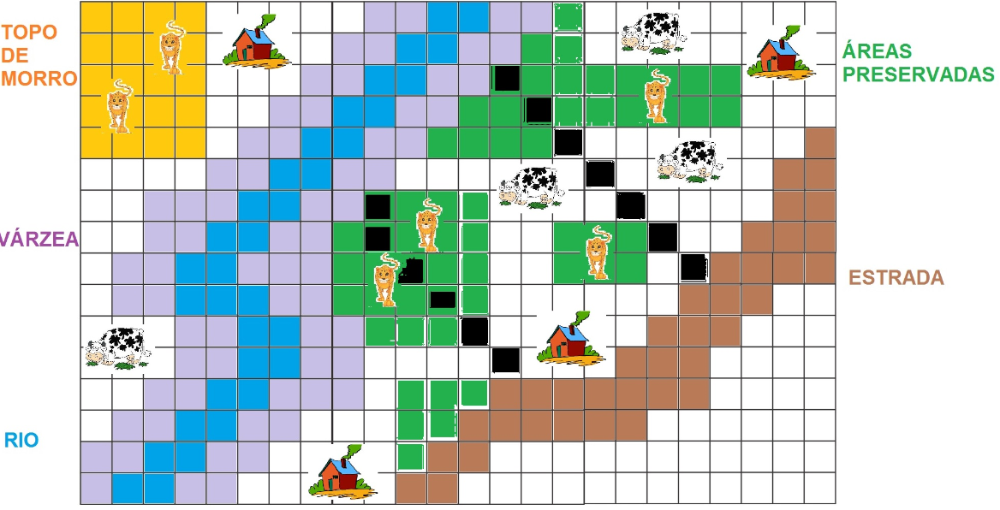 TOPO
DE
MORRO
ÁREAS
PRESERVADAS
VÁRZEA
ESTRADA
RIO